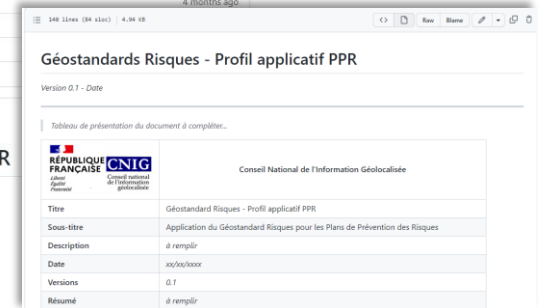 4 months ago
148 lines (84 sloc) 4.94 KB
Raw Blame
Géostandards Risques - Profil applicatif PPR
Version 0.1 - Date
Tableau de présentation du document à compléter...
R
RÉPUBLIQUE
FRANÇAISE
Liberté
Égalité
Fraternité
CNIG
Conseil national
de l'information
géolocalisée
Conseil National de l'Information Géolocalisée
Titre Géostandard Risques - Profil applicatif PPR
Sous-titre Application du Géostandard Risques pour les Plans de Prévention des Risques
Description à remplir
Date xx/xx/xxxx
Versions 0.1
Résumé à remplir